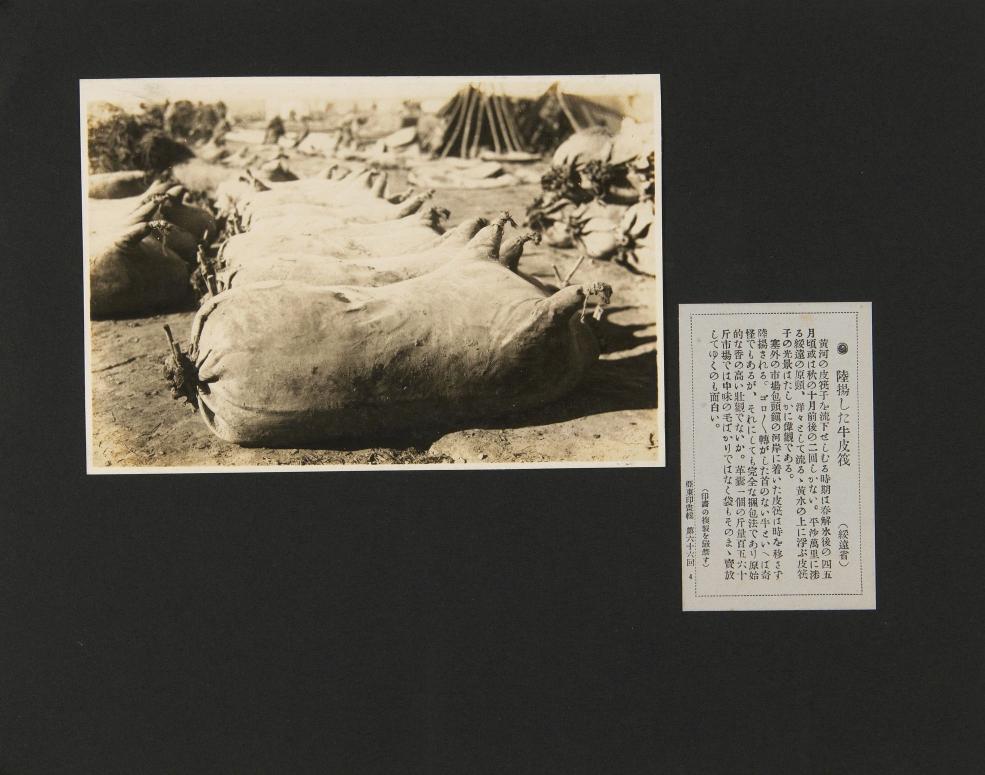 ◉ 陸揚した牛皮筏 （綏遠省）
黃河の皮筏子を流下せしむる時期は春解氷後の四五
月頃或は秋の十月前後の二回しかない。平沙萬里に渉
る綏遠の原頭、洋々として流るゝ黃水の上に浮ぶ皮筏
子の光景はたしかに偉觀である。
塞外の市場包頭鎭の河岸に着いた皮筏は時を移さず
陸揚される。ゴロ〱轉がした首のない牛といへば奇
怪でもあるが、それにしても完全な梱包法であり原始
的な香の高い壯觀でないか。革囊一個の斤量百五六十
斤市場では中味の毛ばかりではなく袋もそのまゝ賣放
してゆくのも面白い。
（印畫の複製を嚴禁す）
亞東印畫輯 第六十六回 4